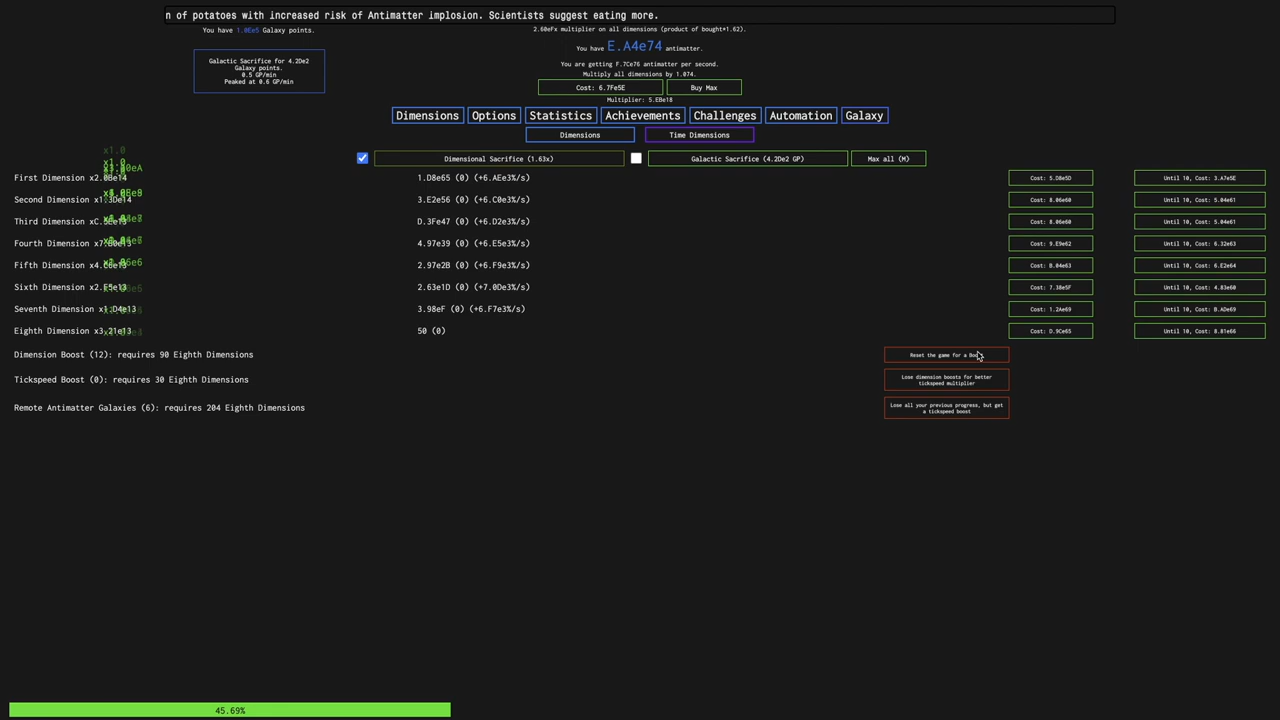 n of potatoes with increased risk of Antimatter implosion. Scientists suggest eating more.
You have 1.0Ee5 Galaxy points.
2.60eFx multiplier on all dimensions (product of bought*1.62).
You have E.A4e74 antimatter.
Galactic Sacrifice for 4.2De2
Galaxy points.
0.5 GP/min
Peaked at 0.6 GP/min
You are getting F.7Ce76 antimatter per second.
Multiply all dimensions by 1.074.
Cost: 6.7Fe5E
Buy Max
Multiplier: 5.EBe18
Dimensions
Options
Statistics
Achievements
Challenges
Automation
Galaxy
Dimensions
Time Dimensions
x1.0
x1.0
Dimensional Sacrifice (1.63x)
Galactic Sacrifice (4.2De2 GP)
Max all (M)
First Dimension
1.D8e65 (0) (+6.AEe3%/s)
Cost: 5.D8e5D
Until 10, Cost: 3.A7e5E
Second Dimension
3.E2e56 (0) (+6.C0e3%/s)
Cost: 8.06e60
Until 10, Cost: 5.04e61
Third Dimension
D.3Fe47 (0) (+6.D2e3%/s)
Cost: 8.06e60
Until 10, Cost: 5.04e61
Fourth Dimension
4.97e39 (0) (+6.E5e3%/s)
Cost: 9.E9e62
Until 10, Cost: 6.32e63
Fifth Dimension
2.97e2B (0) (+6.F9e3%/s)
Cost: B.04e63
Until 10, Cost: 6.E2e64
Sixth Dimension
2.63e1D (0) (+7.0De3%/s)
Cost: 7.38e5F
Until 10, Cost: 4.83e60
Seventh Dimension
3.98eF (0) (+6.F7e3%/s)
Cost: 1.2Ae69
Until 10, Cost: B.ADe69
Eighth Dimension
50 (0)
Cost: D.9Ce65
Until 10, Cost: 8.81e66
Dimension Boost (12): requires 90 Eighth Dimensions
Reset the game for a
Tickspeed Boost (0): requires 30 Eighth Dimensions
Lose dimension boosts for better
tickspeed multiplier
Remote Antimatter Galaxies (6): requires 204 Eighth Dimensions
Lose all your previous progress, but get
a tickspeed boost
45.69%